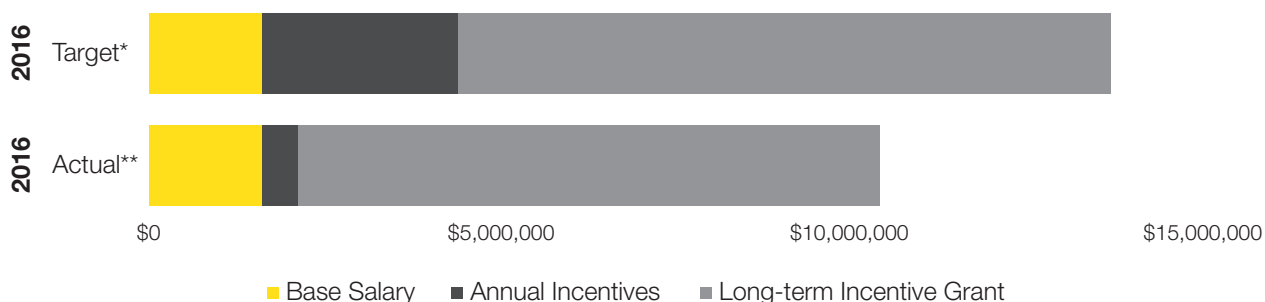 2016 Target*
2016 Actual**
$0 $5,000,000 $10,000,000 $15,000,000
Base Salary Annual Incentives Long-term Incentive Grant